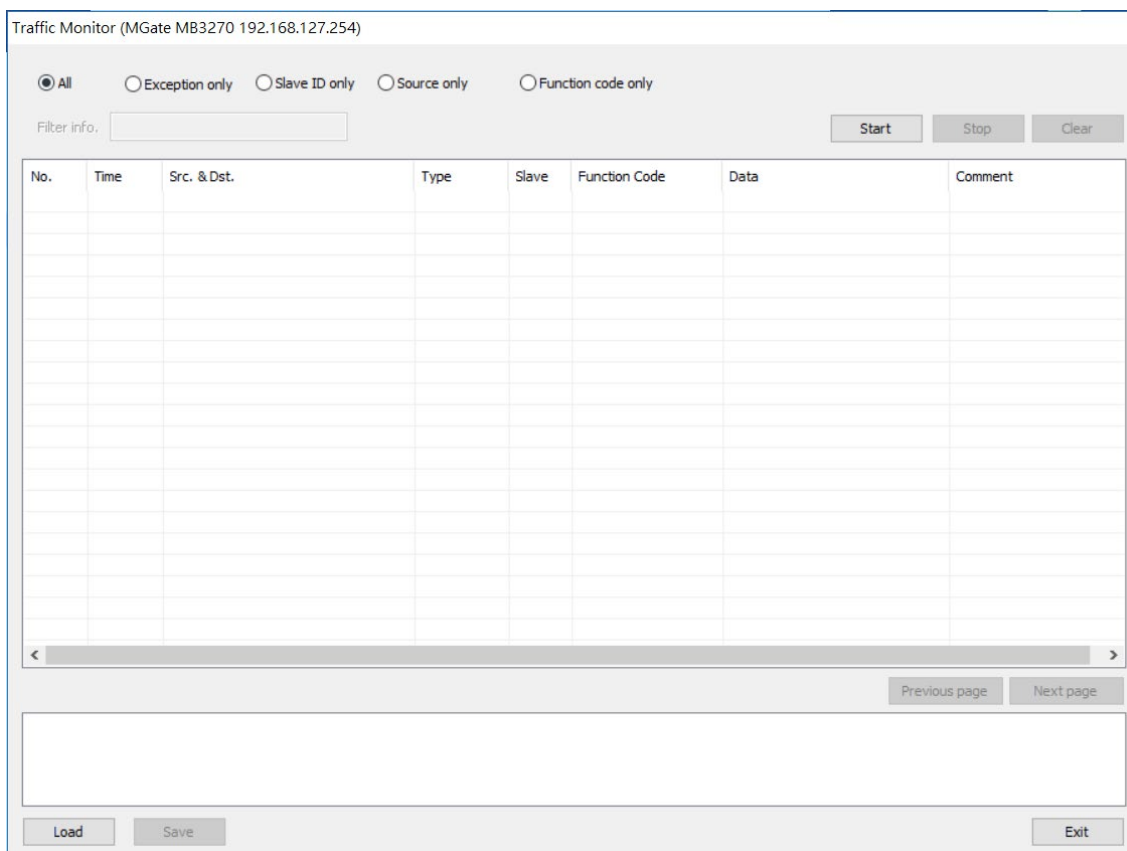 Traffic Monitor (MGate MB3270 192.168.127.254)
All Exception only Slave ID only Source only Function code only
Filter info. Start Stop Clear
No. Time Src. & Dst. Type Slave Function Code Data Comment
Previous page Next page
Load Save Exit